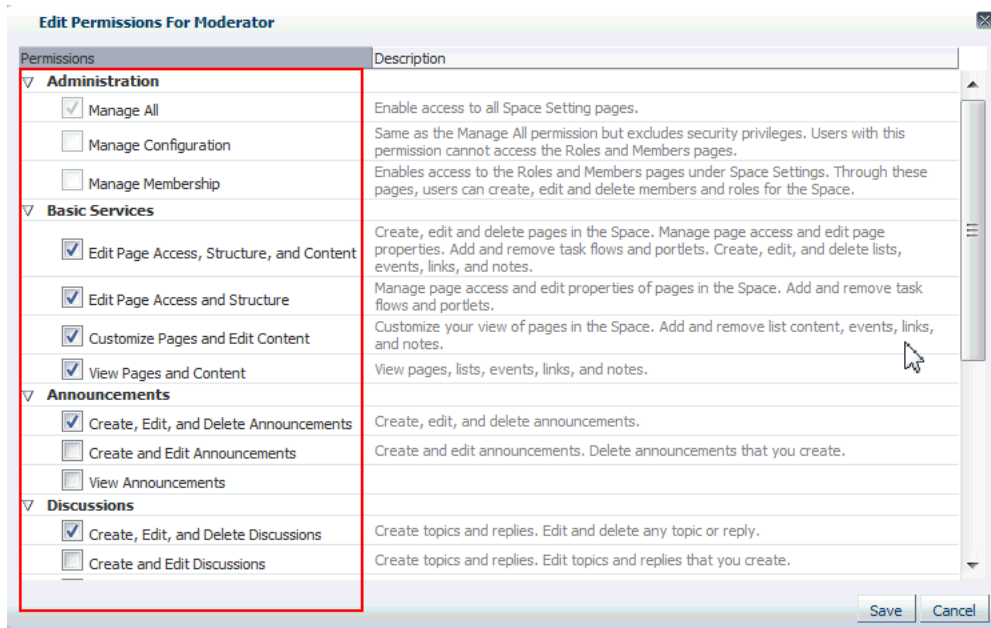 Edit Permissions For Moderator
Permissions Description
Administration
Manage All Enable access to all Space Setting pages.
Manage Configuration Same as the Manage All permission but excludes security privileges. Users with this
permission cannot access the Roles and Members pages.
Manage Membership Enables access to the Roles and Members pages under Space Settings. Through these
pages, users can create, edit and delete members and roles for the Space.
Basic Services
Edit Page Access, Structure, and Content Create, edit and delete pages in the Space. Manage page access and edit page
properties. Add and remove task flows and portlets. Create, edit, and delete lists,
events, links, and notes.
Edit Page Access and Structure Manage page access and edit properties of pages in the Space. Add and remove task
flows and portlets.
Customize Pages and Edit Content Customize your view of pages in the Space. Add and remove list content, events, links,
and notes.
View Pages and Content View pages, lists, events, links, and notes.
Announcements
Create, Edit, and Delete Announcements Create, edit, and delete announcements.
Create and Edit Announcements Create and edit announcements. Delete announcements that you create.
View Announcements
Discussions
Create, Edit, and Delete Discussions Create topics and replies. Edit and delete any topic or reply.
Create and Edit Discussions Create topics and replies. Edit topics and replies that you create.
Save Cancel